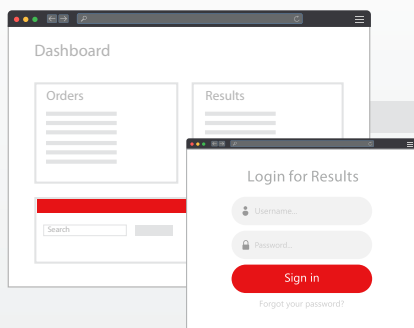 Dashboard
Orders
Results
Search
Login for Results
Username...
Password...
Sign in
Forgot your password?